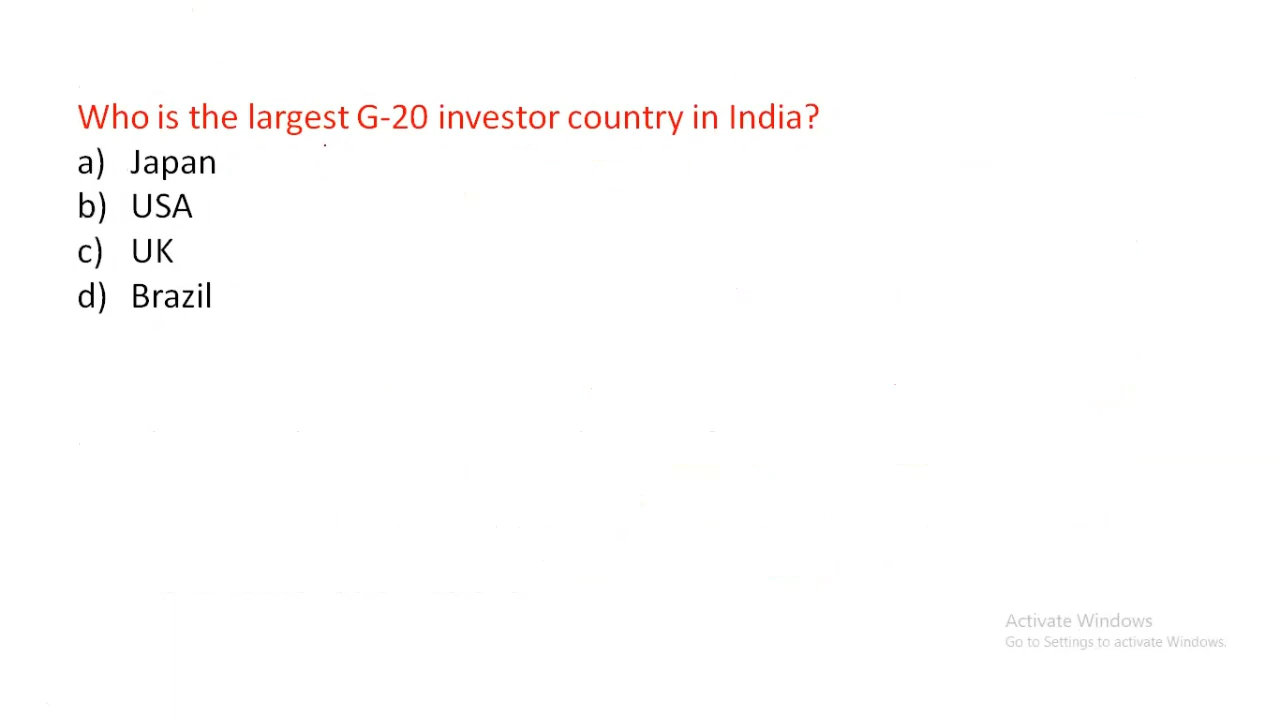 Who is the largest G-20 investor country in India?
a) Japan
b) USA
c) UK
d) Brazil
Activate Windows
Go to Settings to activate Windows.